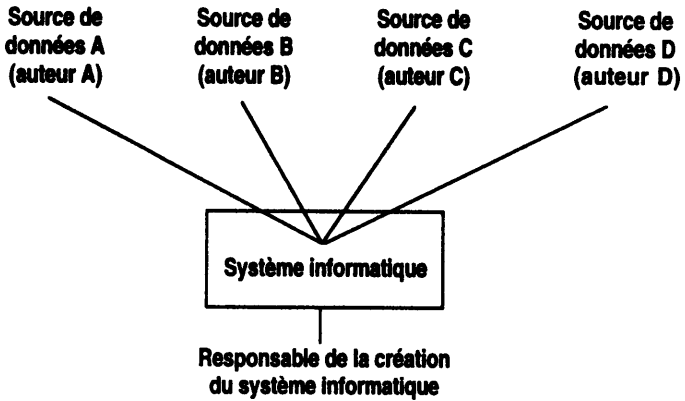 Source de
données A
(auteur A)
Source de
données B
(auteur B)
Source de
données C
(auteur C)
Source de
données D
(auteur D)
Système informatique
Responsable de la création
du système informatique